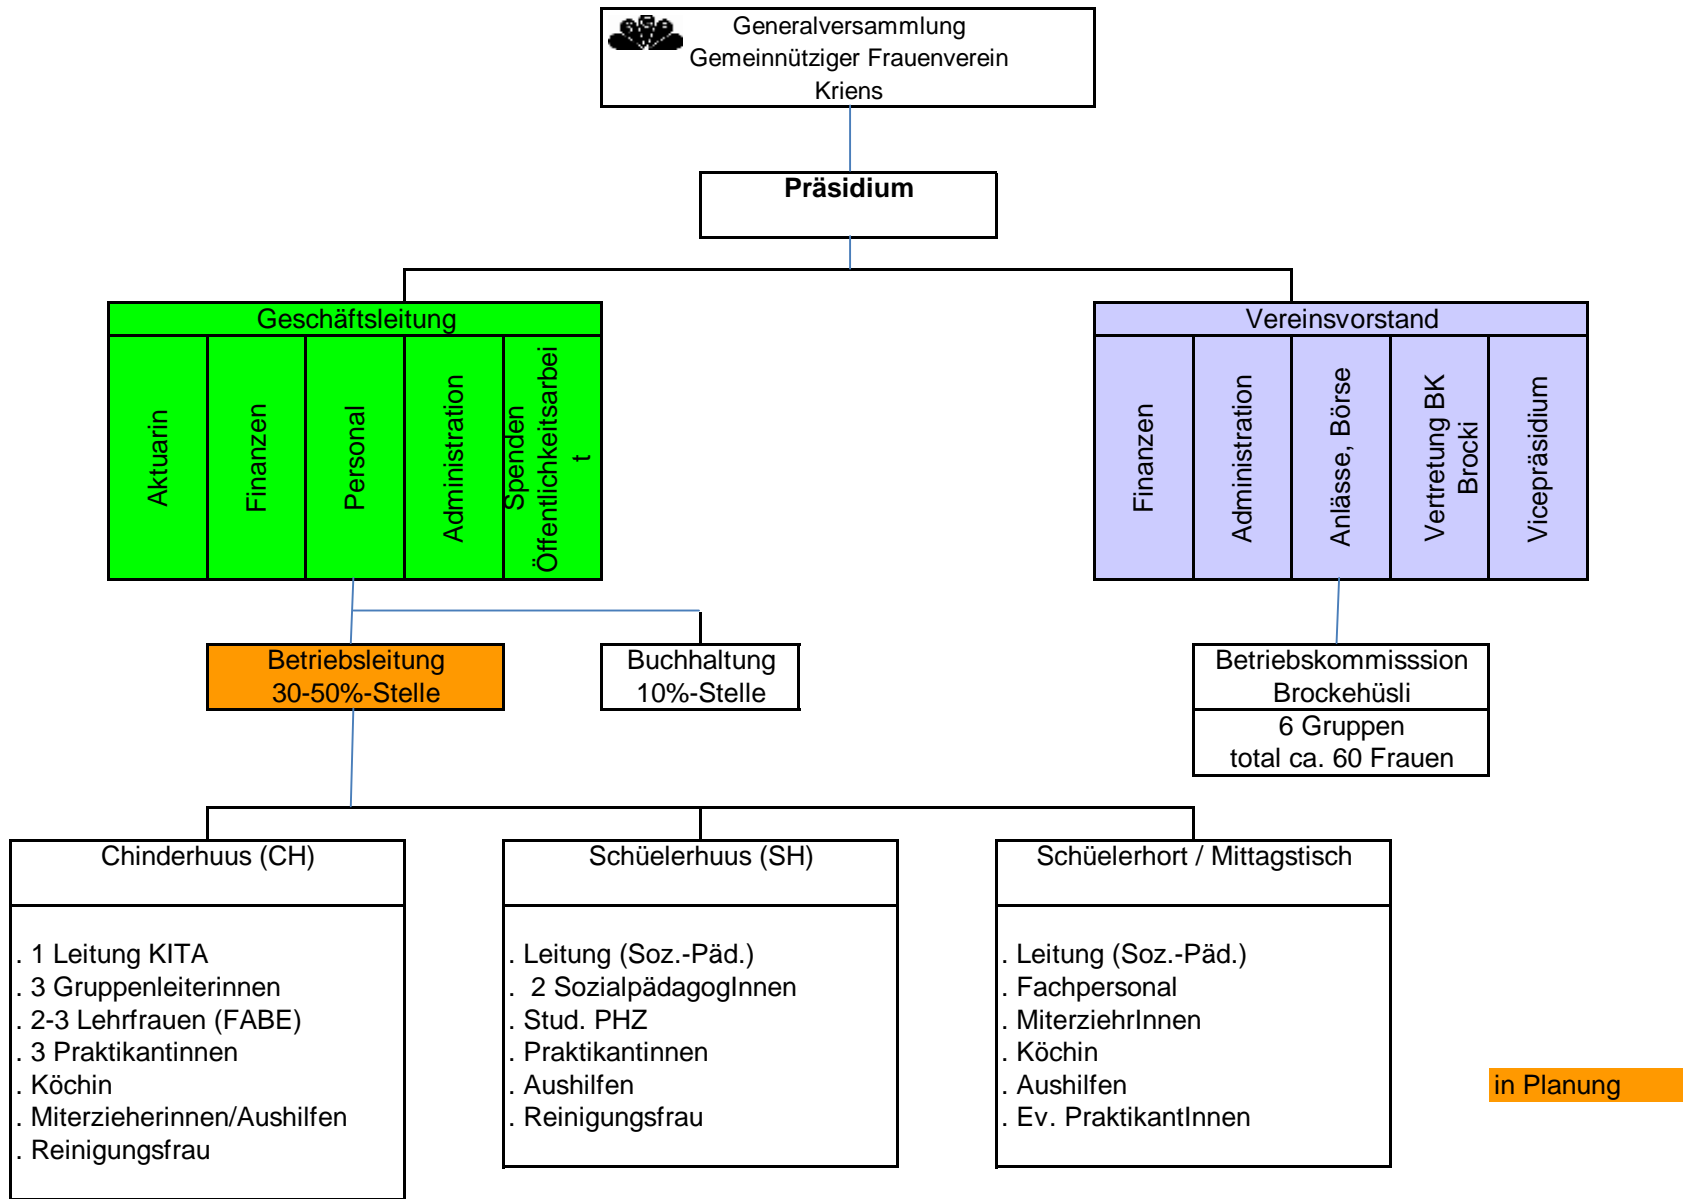 Generalversammlung
Gemeinnütziger Frauenverein
Kriens
Präsidium
Geschäftsleitung
Aktuarin
Finanzen
Personal
Administration
Spenden
Öffentlichkeitsarbei
t
Vereinsvorstand
Finanzen
Administration
Anlässe, Börse
Vertretung BK
Brocki
Vicepräsidium
Betriebsleitung
30-50%-Stelle
Buchhaltung
10%-Stelle
Betriebskommisssion
Brockehüsli
6 Gruppen
total ca. 60 Frauen
Chinderhuus (CH)
. 1 Leitung KITA
. 3 Gruppenleiterinnen
. 2-3 Lehrfrauen (FABE)
. 3 Praktikantinnen
. Köchin
. Miterzieherinnen/Aushilfen
. Reinigungsfrau
Schüelerhuus (SH)
. Leitung (Soz.-Päd.)
. 2 SozialpädagogInnen
. Stud. PHZ
. Praktikantinnen
. Aushilfen
. Reinigungsfrau
Schüelerhort / Mittagstisch
. Leitung (Soz.-Päd.)
. Fachpersonal
. MiterziehrInnen
. Köchin
. Aushilfen
. Ev. PraktikantInnen
in Planung